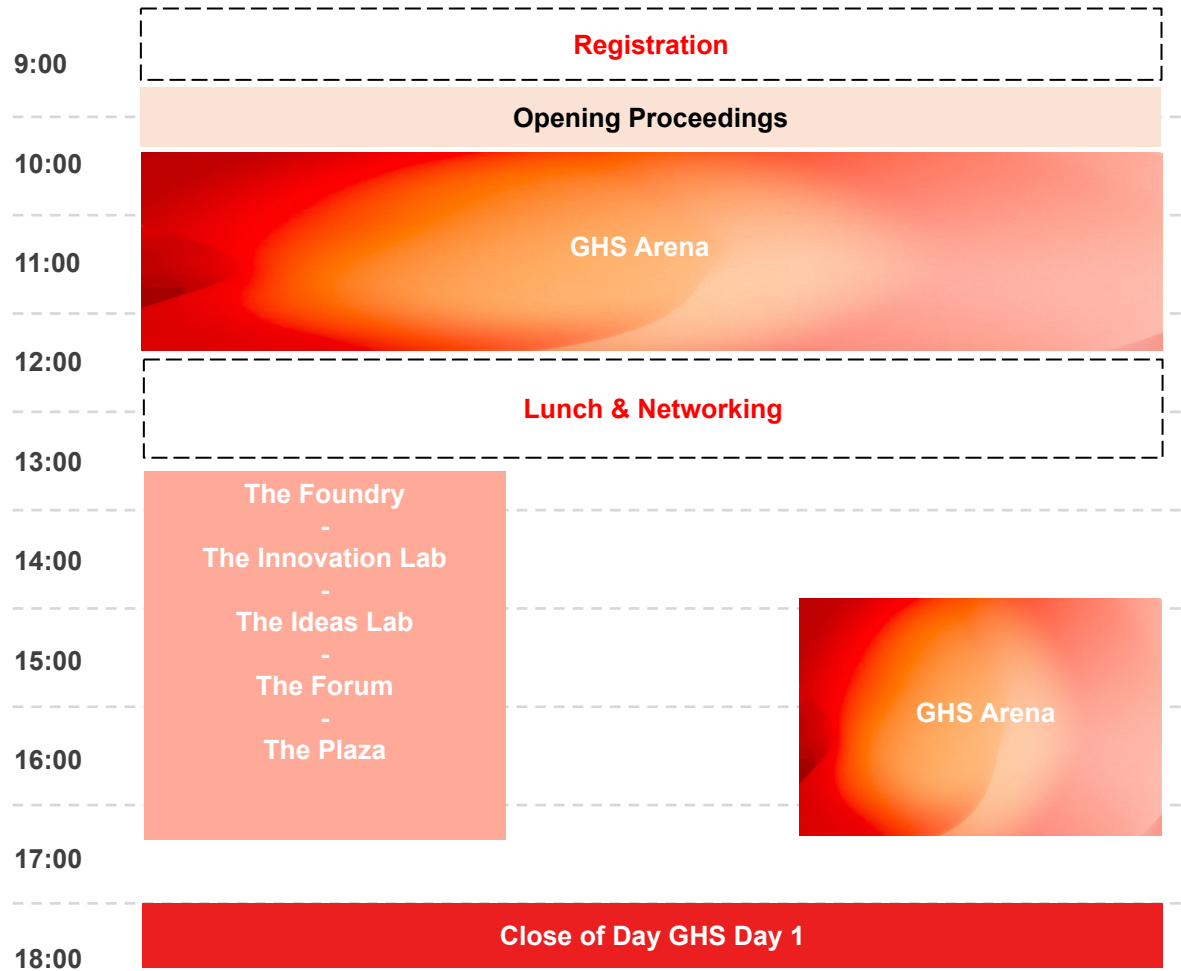 Registration
9:00
Opening Proceedings
10:00
GHS Arena
11:00
12:00
Lunch & Networking
13:00
The Foundry
-
The Innovation Lab
14:00
-
The Ideas Lab
15:00
-
The Forum
GHS Arena
-
The Plaza
16:00
17:00
Close of Day GHS Day 1
18:00